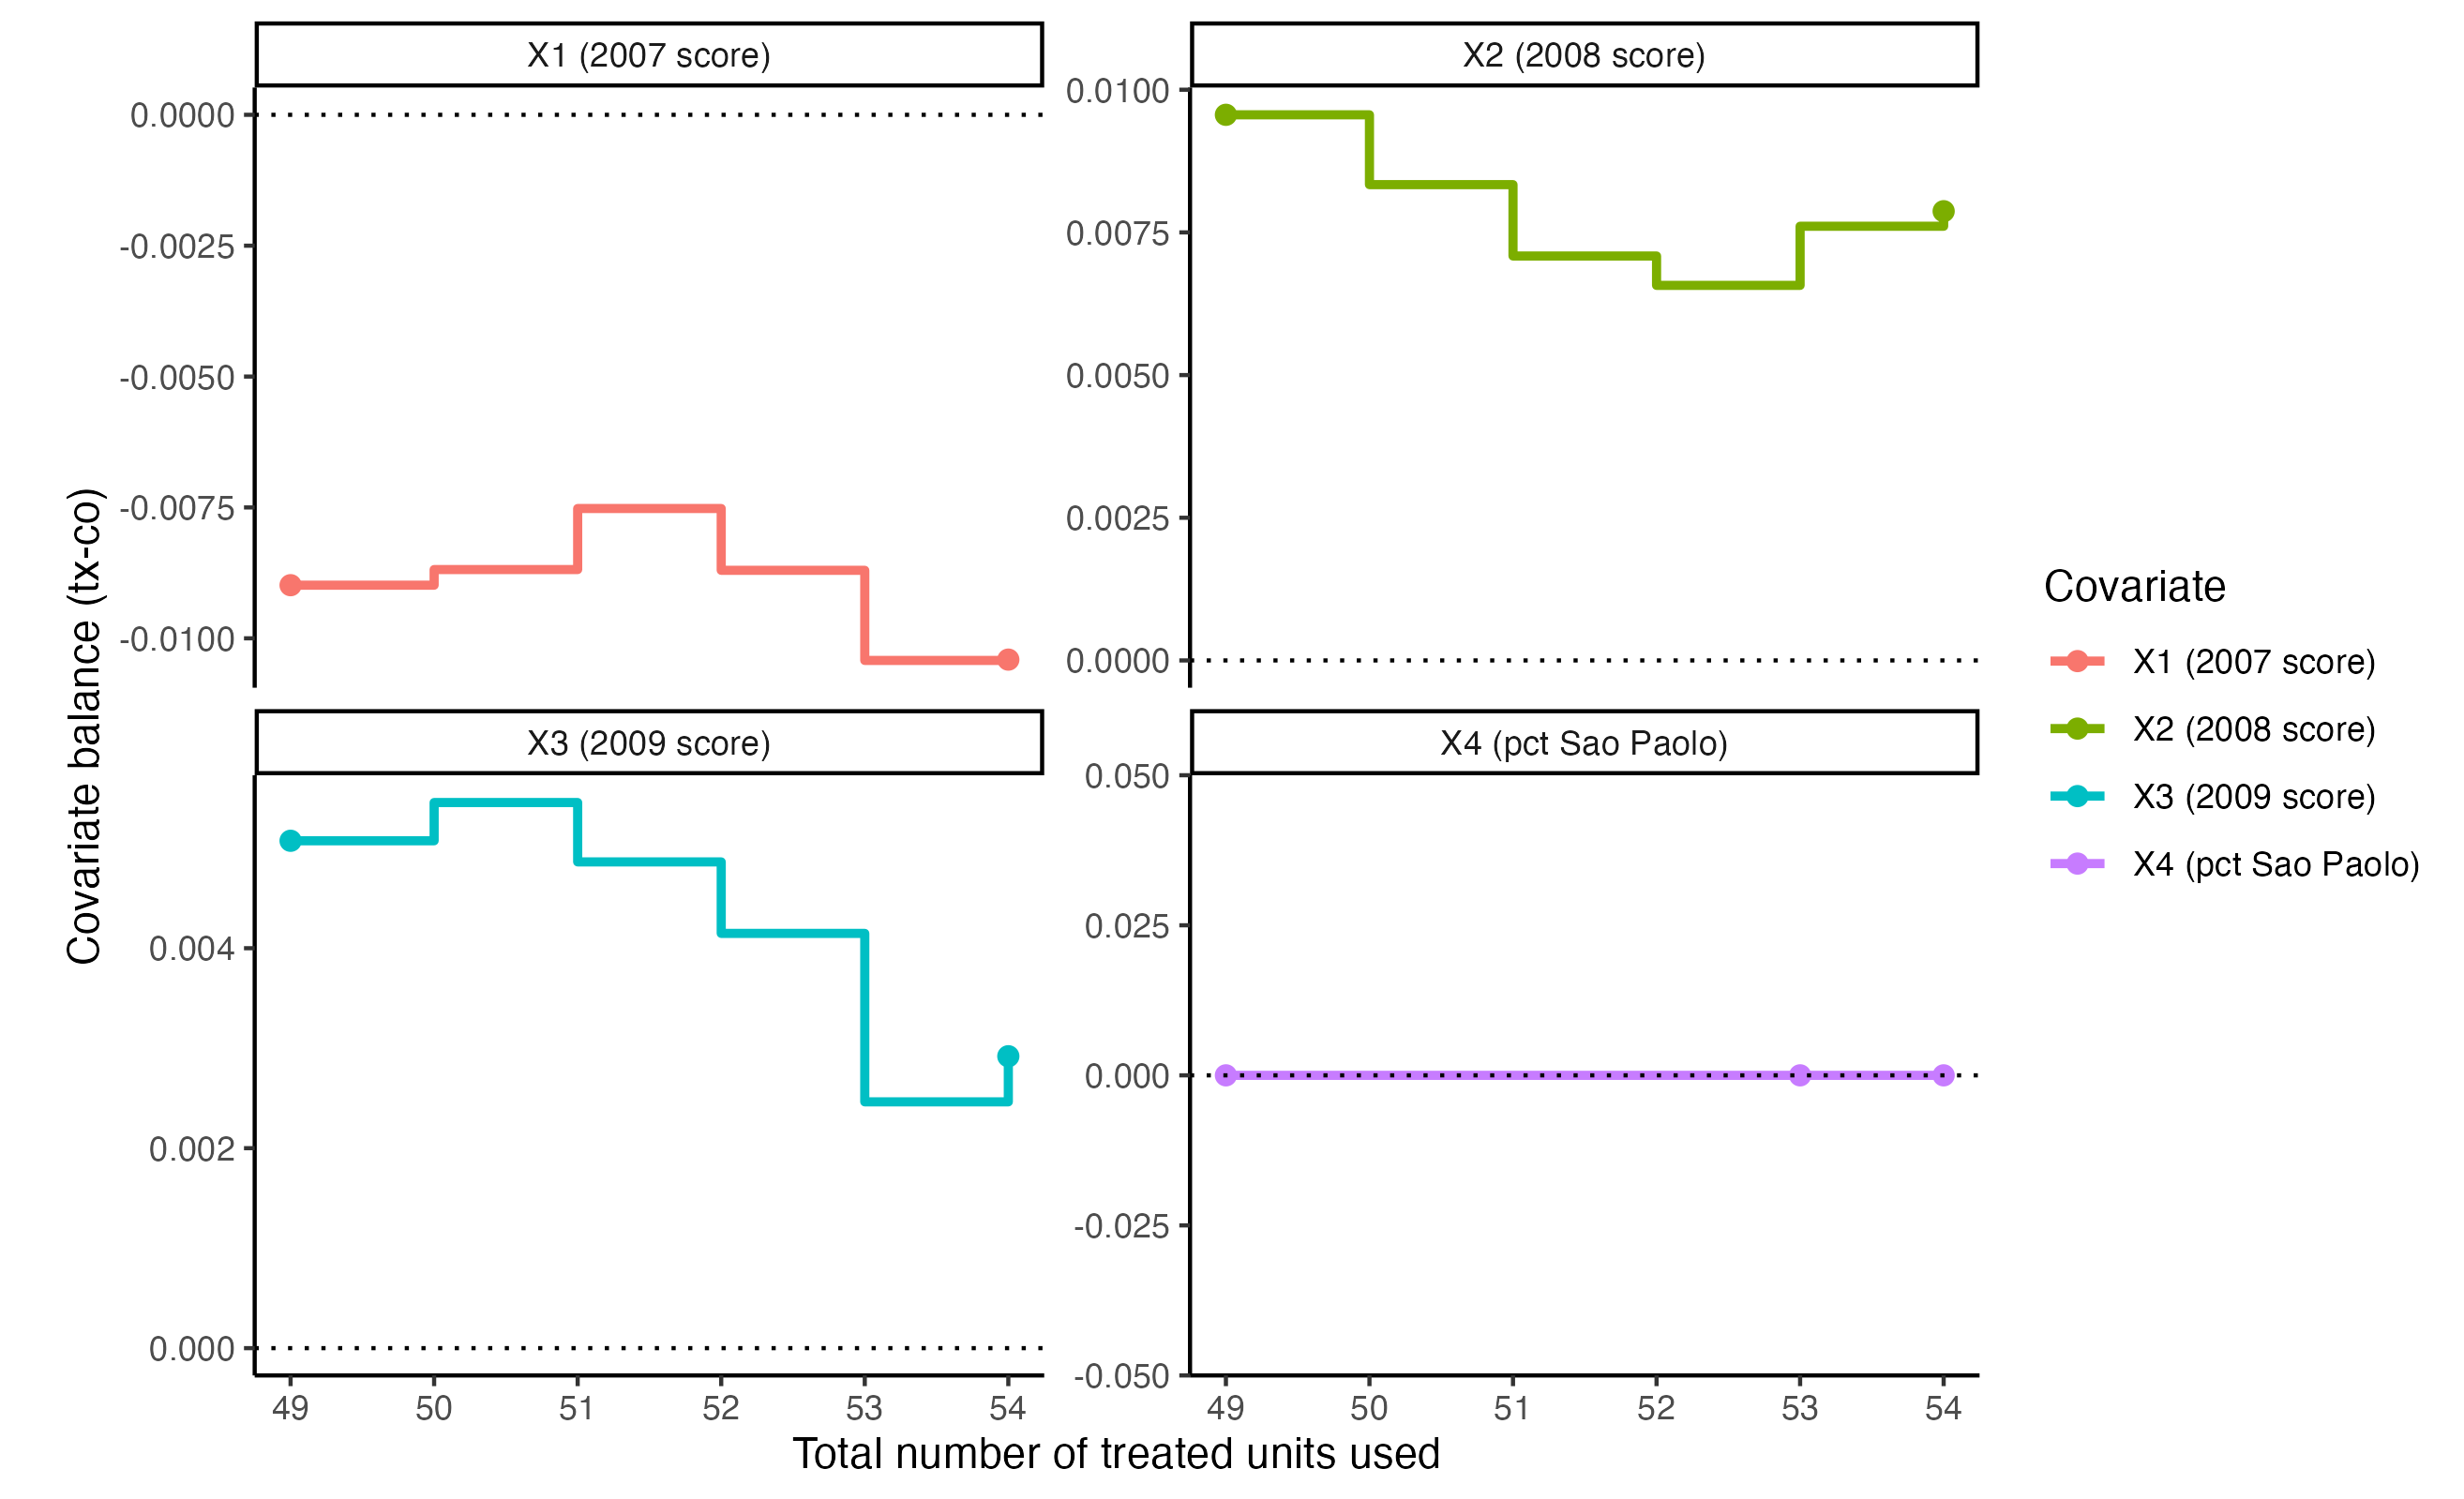 X1 (2007 score)
X2 (2008 score)
0.0000
-0.0025
-0.0050
-0.0075
-0.0100
0.0100
0.0075
0.0050
0.0025
0.0000
Covariate balance (tx-co)
X3 (2009 score)
X4 (pct Sao Paolo)
0.004
0.002
0.000
0.050
0.025
0.000
-0.025
-0.050
49 50 51 52 53 54
49 50 51 52 53 54
Total number of treated units used
Covariate
X1 (2007 score)
X2 (2008 score)
X3 (2009 score)
X4 (pct Sao Paolo)